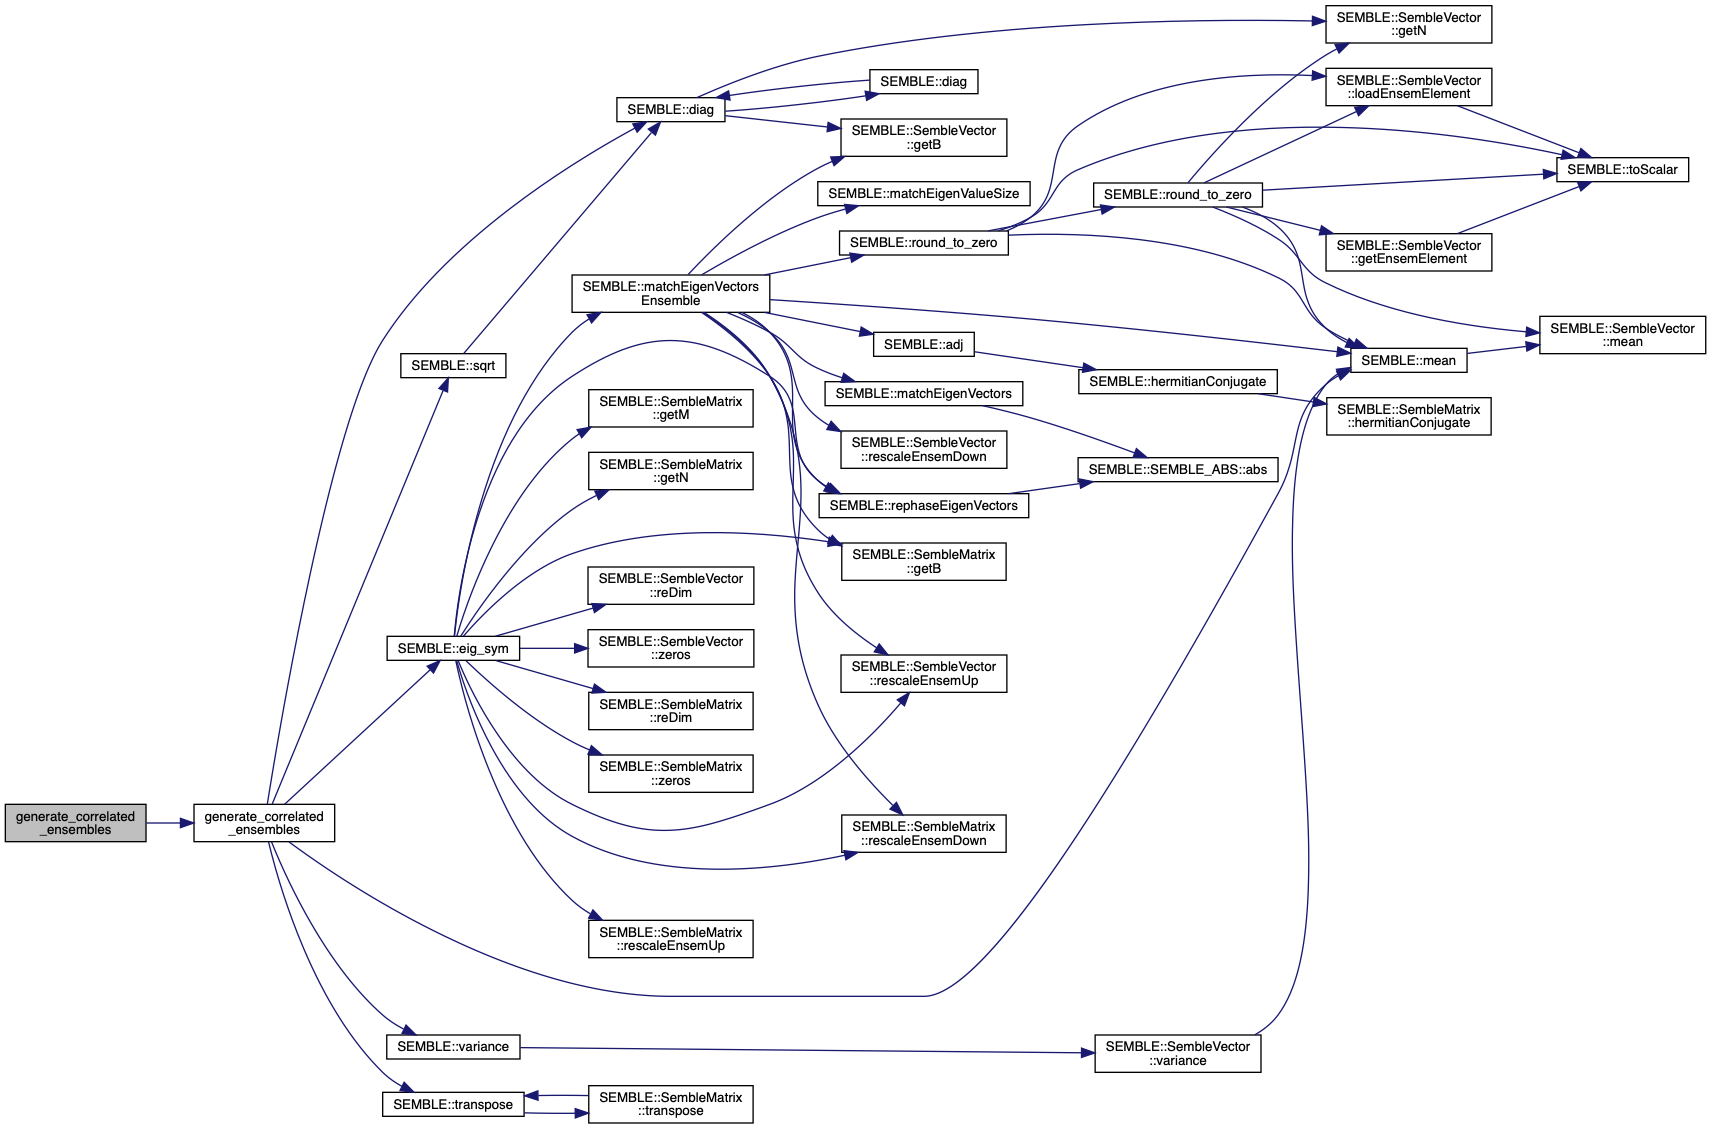 SEMBLE::SembleVector
::getN
SEMBLE::diag
SEMBLE::SembleVector
::loadEnsemElement
SEMBLE::diag
SEMBLE::SembleVector
::getB
SEMBLE::toScalar
SEMBLE::matchEigenValueSize
SEMBLE::round_to_zero
SEMBLE::round_to_zero
SEMBLE::SembleVector
::getEnsemElement
SEMBLE::matchEigenVectors
Ensemble
SEMBLE::SembleVector
::mean
SEMBLE::adj
SEMBLE::mean
SEMBLE::sqrt
SEMBLE::hermitianConjugate
SEMBLE::matchEigenVectors
SEMBLE::SembleMatrix
::getM
SEMBLE::SembleMatrix
::hermitianConjugate
SEMBLE::SembleVector
::rescaleEnsemDown
SEMBLE::SembleMatrix
::getN
SEMBLE::SEMBLE_ABS::abs
SEMBLE::rephaseEigenVectors
SEMBLE::SembleMatrix
::getB
SEMBLE::SembleVector
::reDim
SEMBLE::eig_sym
SEMBLE::SembleVector
::zeros
SEMBLE::SembleVector
::rescaleEnsemUp
SEMBLE::SembleMatrix
::reDim
SEMBLE::SembleMatrix
::zeros
generate_correlated
_ensembles
generate_correlated
_ensembles
SEMBLE::SembleMatrix
::rescaleEnsemDown
SEMBLE::SembleMatrix
::rescaleEnsemUp
SEMBLE::variance
SEMBLE::SembleVector
::variance
SEMBLE::transpose
SEMBLE::SembleMatrix
::transpose